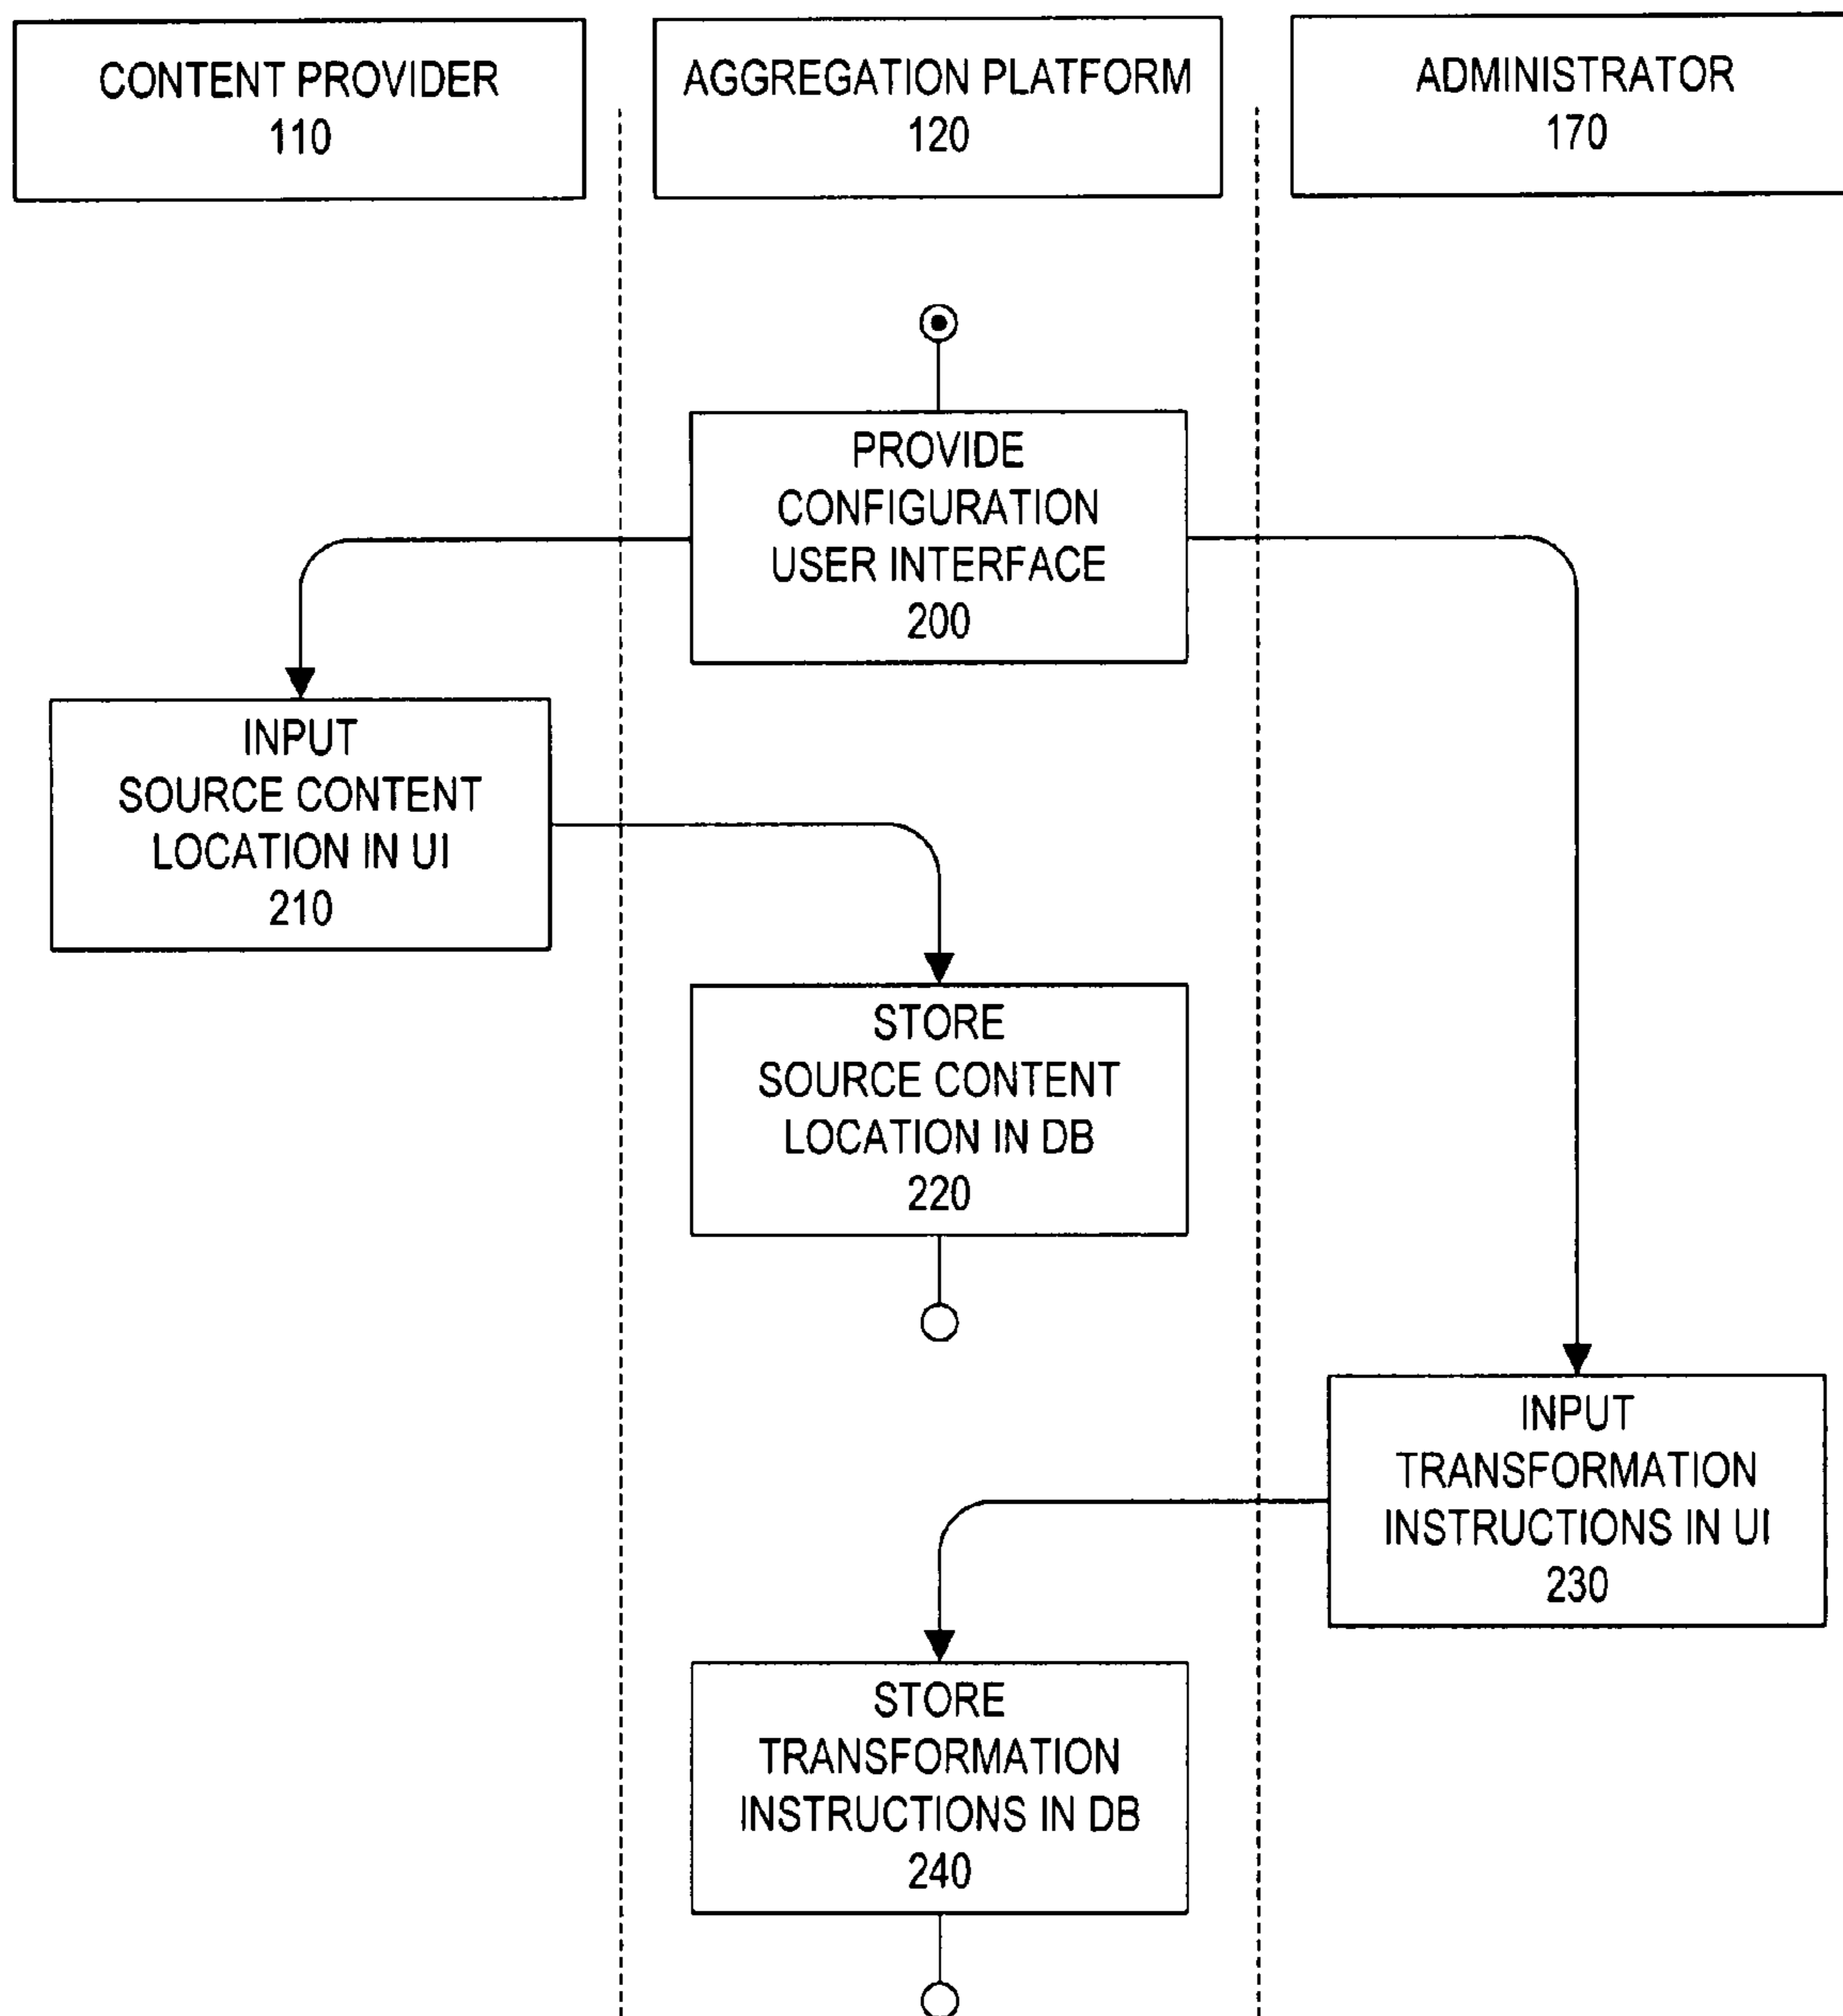 CONTENT PROVIDER
110
AGGREGATION PLATFORM
120
ADMINISTRATOR
170
PROVIDE
CONFIGURATION
USER INTERFACE
200
INPUT
SOURCE CONTENT
LOCATION IN UI
210
STORE
SOURCE CONTENT
LOCATION IN DB
220
INPUT
TRANSFORMATION
INSTRUCTIONS IN UI
230
STORE
TRANSFORMATION
INSTRUCTIONS IN DB
240